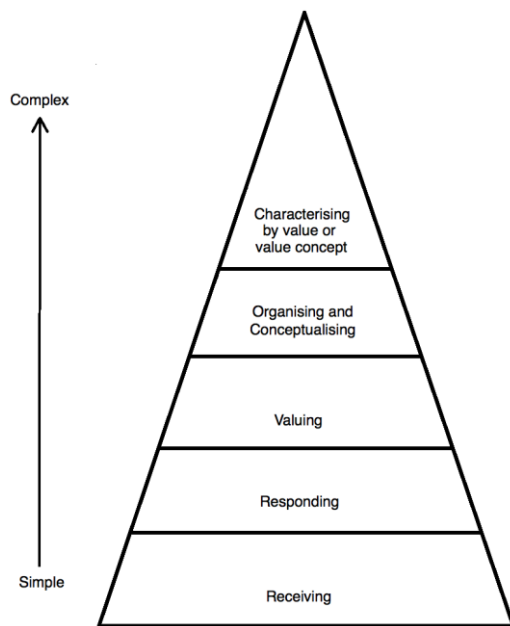 Complex
Characterising
by value or
value concept
Organising and
Conceptualising
Valuing
Responding
Simple
Receiving